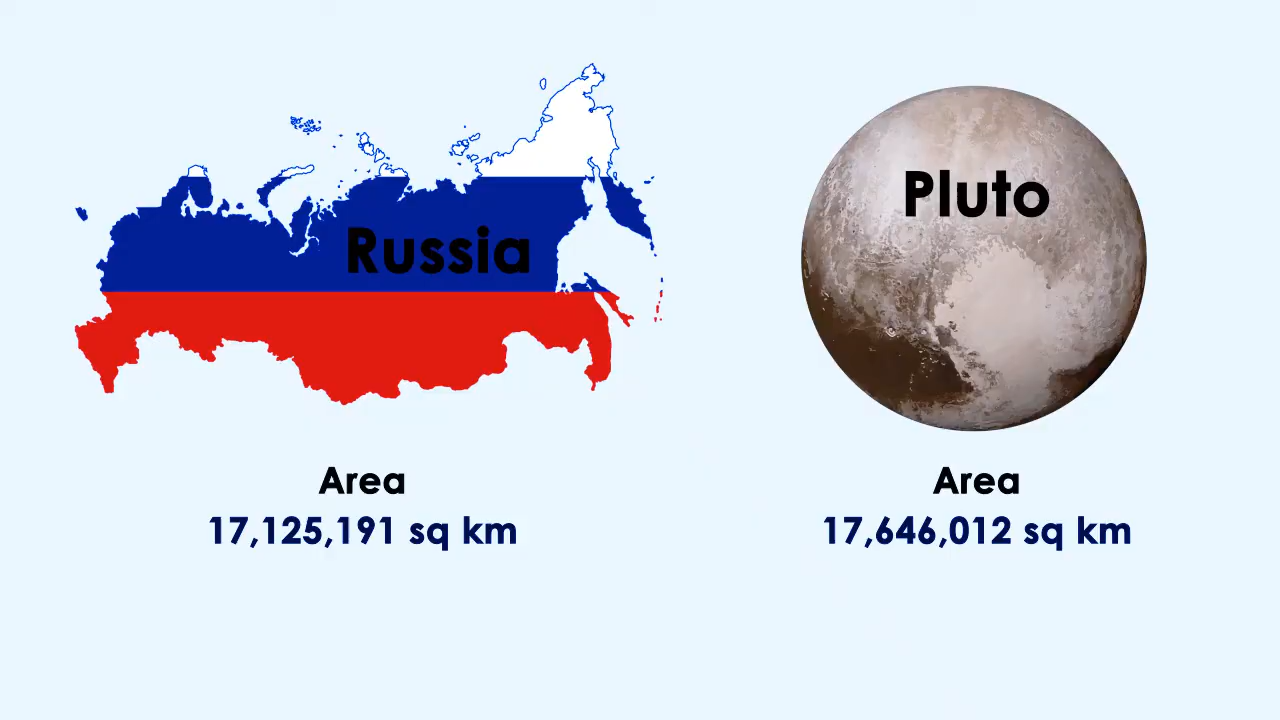 Russia
Pluto
Area
17,125,191 sq km
Area
17,646,012 sq km